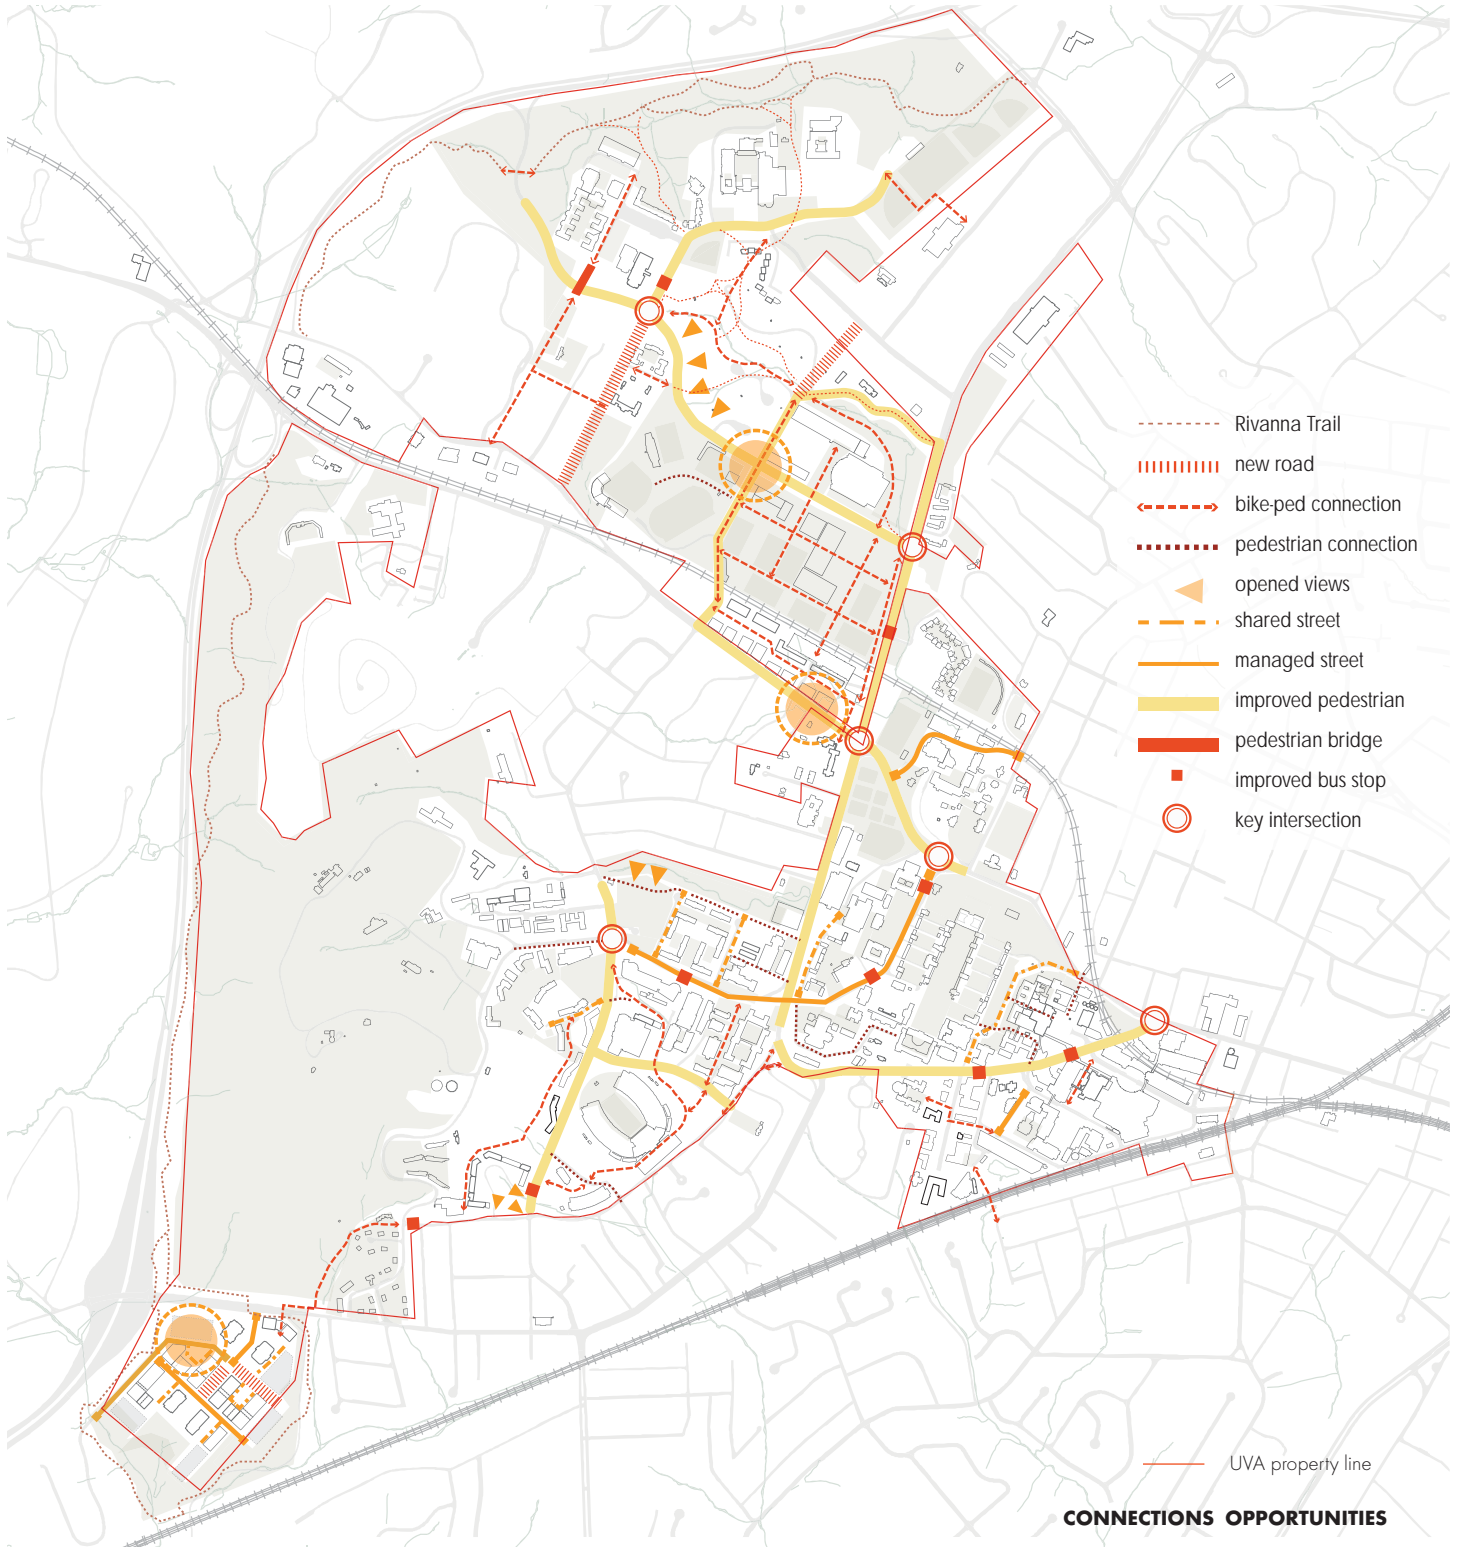 Rivanna Trail
new road
bike-ped connection
pedestrian connection
opened views
shared street
managed street
improved pedestrian
pedestrian bridge
improved bus stop
key intersection
UVA property line
CONNECTIONS OPPORTUNITIES